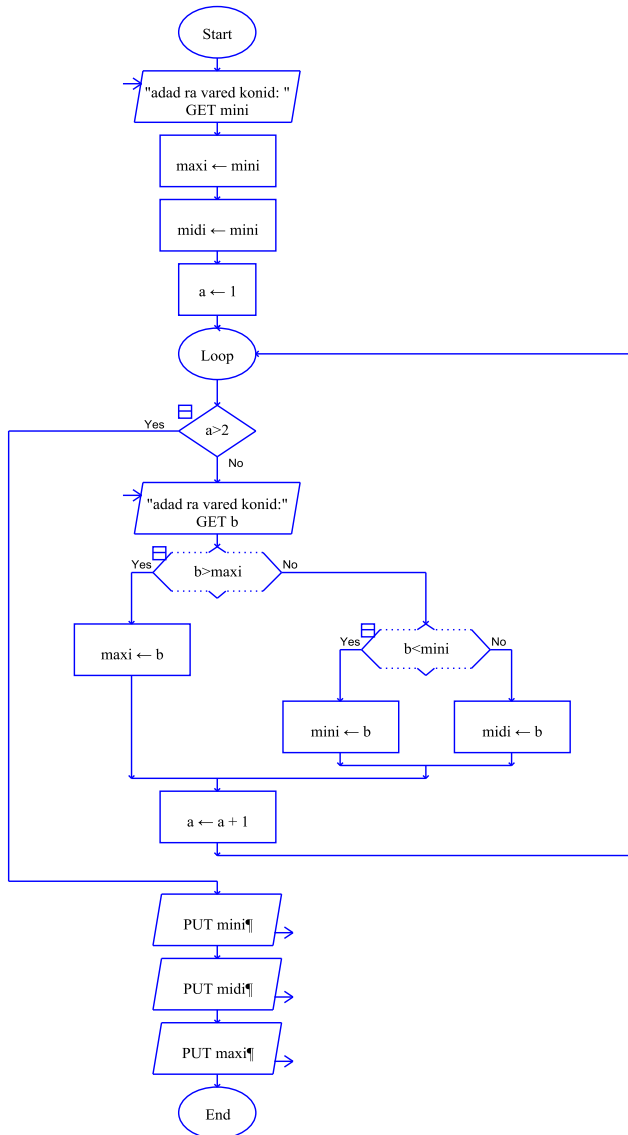 Start
"adad ra vared konid: "
GET mini
maxi ← mini
midi ← mini
a ← 1
Loop
Yes
a>2
No
"adad ra vared konid:"
GET b
Yes
b>maxi
No
maxi ← b
Yes
b<mini
No
mini ← b
midi ← b
a ← a + 1
PUT mini¶
PUT midi¶
PUT maxi¶
End